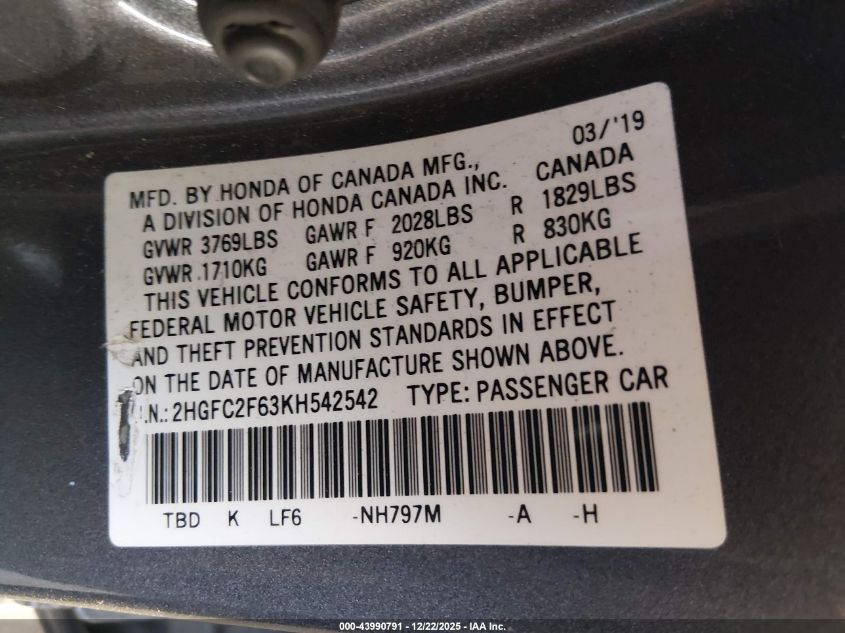 03/'19
MFD. BY HONDA OF CANADA MFG.,
A DIVISION OF HONDA CANADA INC. CANADA
GVWR 3769LBS GAWR F 2028LBS R 1829LBS
GVWR 1710KG GAWR F 920KG R 830KG
THIS VEHICLE CONFORMS TO ALL APPLICABLE
FEDERAL MOTOR VEHICLE SAFETY, BUMPER,
AND THEFT PREVENTION STANDARDS IN EFFECT
ON THE DATE OF MANUFACTURE SHOWN ABOVE.
.N.: 2HGFC2F63KH542542 TYPE: PASSENGER CAR
TBD K LF6 -NH797M -A -H
000-43990791 - 12/22/2025 - IAA Inc.